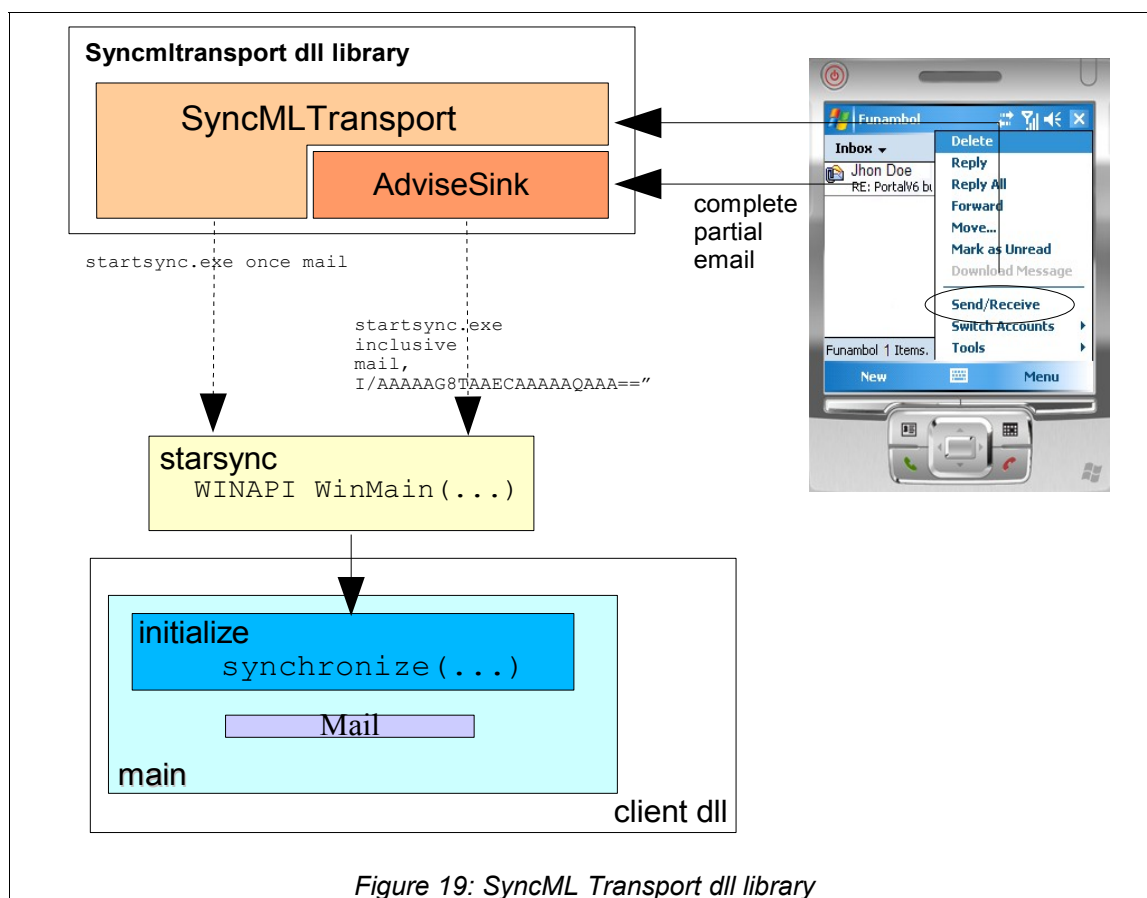 Syncmltransport dll library
SyncMLTransport
AdviseSink
complete
partial
email
startsync.exe once mail
startsync.exe
inclusive
mail,
I/AAAAAG8TAAECAAAAAQAAA==”
starsync
WINAPI WinMain(...)
initialize
synchronize(...)
Mail
main
client dll
Funambol
Inbox
Jhon Doe
RE: PortalV6 bu
Delete
Reply
Reply All
Forward
Move...
Mark as Unread
Download Message
Send/Receive
Switch Accounts
Tools
Funambol 1 Items.
New
Menu
Figure 19: SyncML Transport dll library